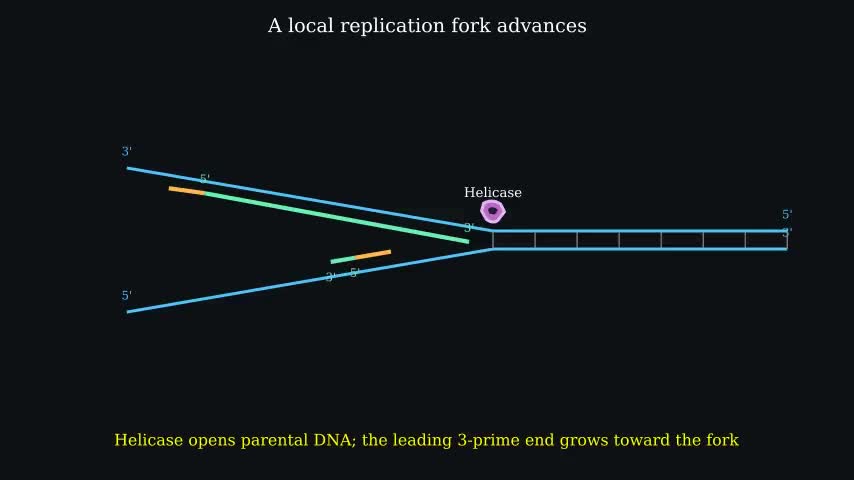 A local replication fork advances
3'
5'
Helicase
5'
3'
3'
3' 5'
5'
Helicase opens parental DNA; the leading 3-prime end grows toward the fork